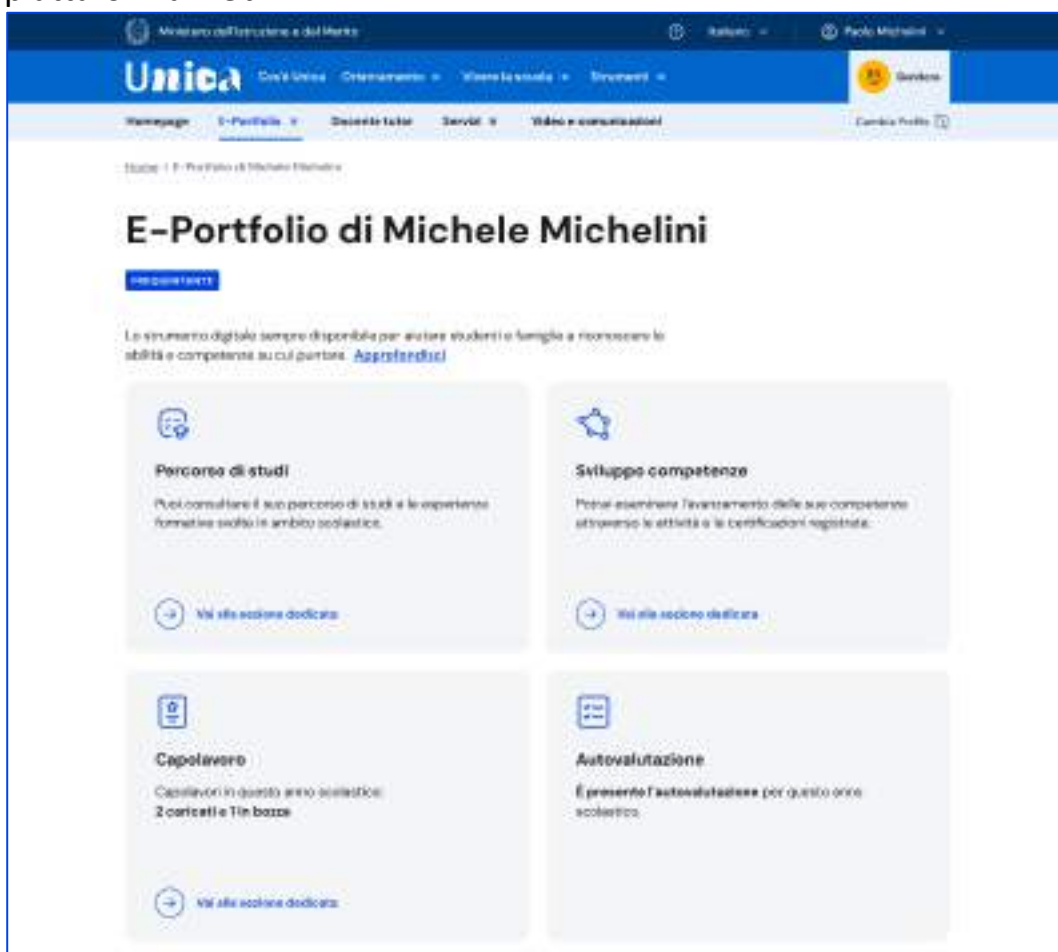 Ministero dell'Istruzione e del Merito
Italiano
Paolo Michelini
Unica
Cos'è Unica Orientamento Vivere la scuola Strumenti
Genitore
Homepage E-Portfolio Docente tutor Servizi Video e comunicazioni
Cambia Profilo
Home / E-Portfolio di Michele Michelini
E-Portfolio di Michele Michelini
FREQUENTANTE
Lo strumento digitale sempre disponibile per aiutare studenti e famiglie a riconoscere le
abilità e competenze su cui puntare. Approfondisci
Percorso di studi
Puoi consultare il suo percorso di studi e le esperienze
formative svolte in ambito scolastico.
Vai alla sezione dedicata
Sviluppo competenze
Potrai esaminare l'avanzamento delle sue competenze
attraverso le attività e le certificazioni registrate.
Vai alla sezione dedicata
Capolavoro
Capolavori in questo anno scolastico:
2 caricati e 1 in bozza
Vai alla sezione dedicata
Autovalutazione
È presente l'autovalutazione per questo anno
scolastico.